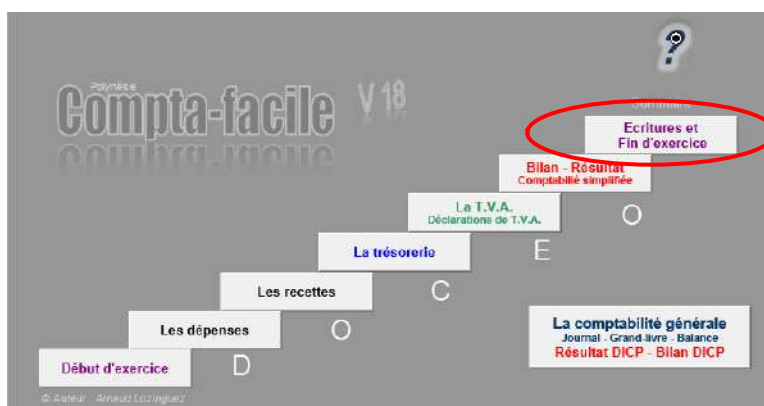 ?
Polynésie
Compta-facile V 18
Sommaire
Ecritures et
Fin d'exercice
Bilan - Résultat
Comptabilité simplifiée
O
La T.V.A.
Déclarations de T.V.A.
E
La trésorerie
C
Les recettes
O
Les dépenses
D
Début d'exercice
La comptabilité générale
Journal - Grand-livre - Balance
Résultat DICP - Bilan DICP
© Auteur : Arnaud Lozinguez